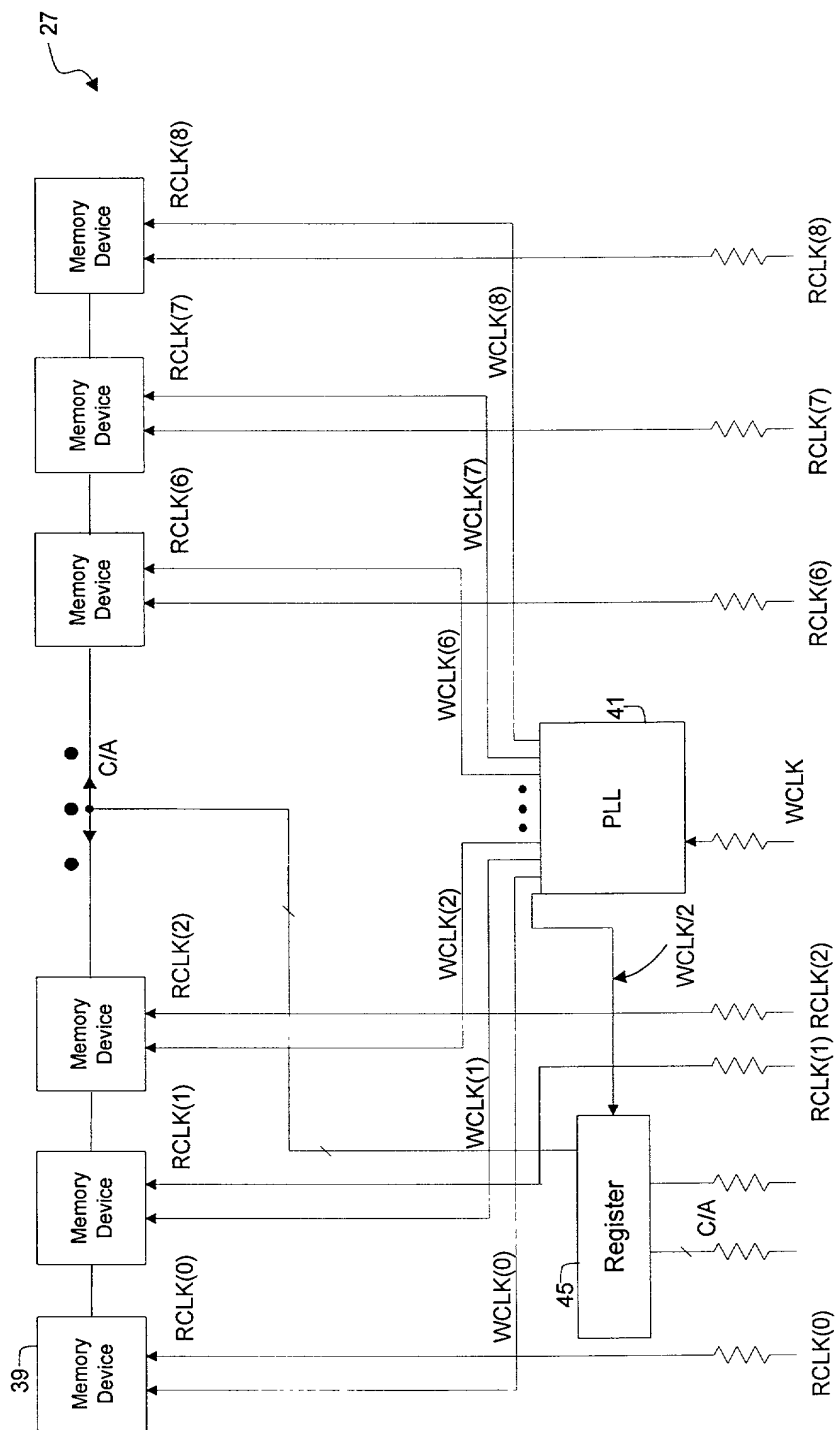 27
39
Memory
Device
Memory
Device
Memory
Device
Memory
Device
Memory
Device
Memory
Device
RCLK(0)
RCLK(1)
RCLK(2)
C/A
RCLK(6)
RCLK(7)
RCLK(8)
WCLK(0)
WCLK(1)
WCLK(2)
WCLK(6)
WCLK(7)
WCLK(8)
45
Register
WCLK/2
PLL
41
C/A
RCLK(0)
RCLK(1) RCLK(2)
WCLK
RCLK(6)
RCLK(7)
RCLK(8)